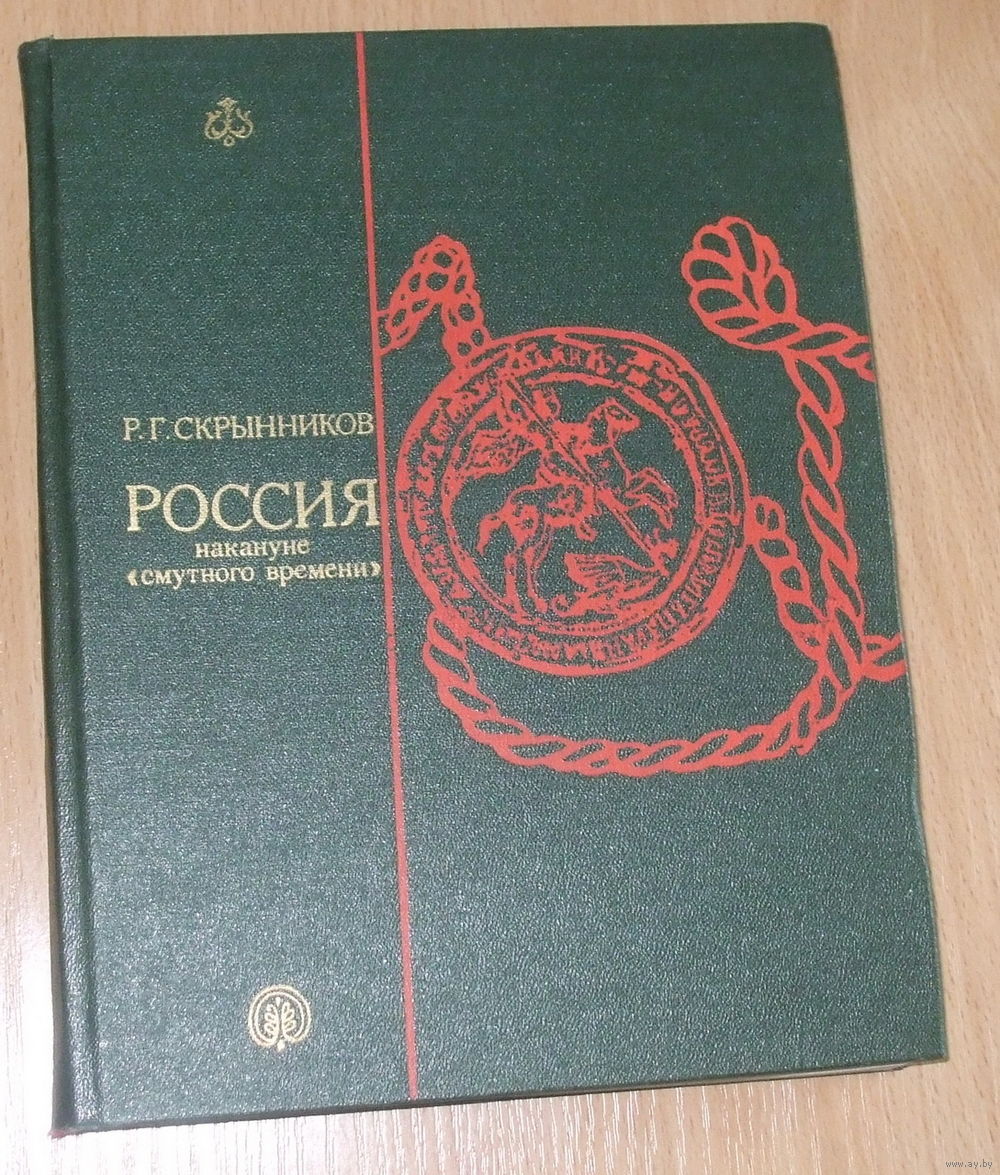 Р. Г. СКРЫННИКОВ
РОССИЯ
накануне
«смутного времени»
www.ay.by